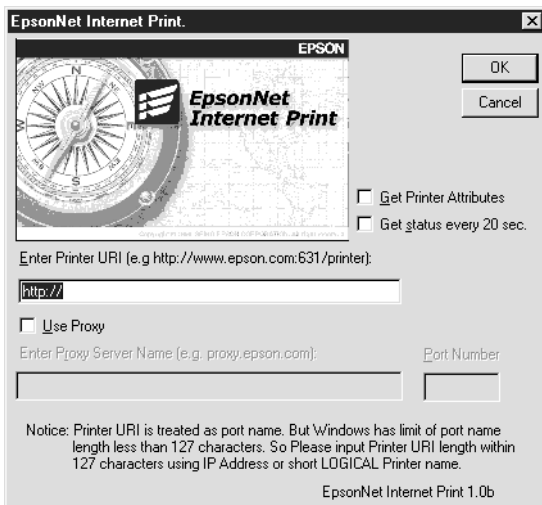 EpsonNet Internet Print.
EPSON
N
NW
NE
W
SW
S
EpsonNet
Internet Print
OK
Cancel
Get Printer Attributes
Get status every 20 sec.
Enter Printer URI (e.g http://www.epson.com:631/printer):
http://
Use Proxy
Enter Proxy Server Name (e.g. proxy.epson.com):
Port Number
Notice: Printer URI is treated as port name. But Windows has limit of port name
length less than 127 characters. So Please input Printer URI length within
127 characters using IP Address or short LOGICAL Printer name.
EpsonNet Internet Print 1.0b